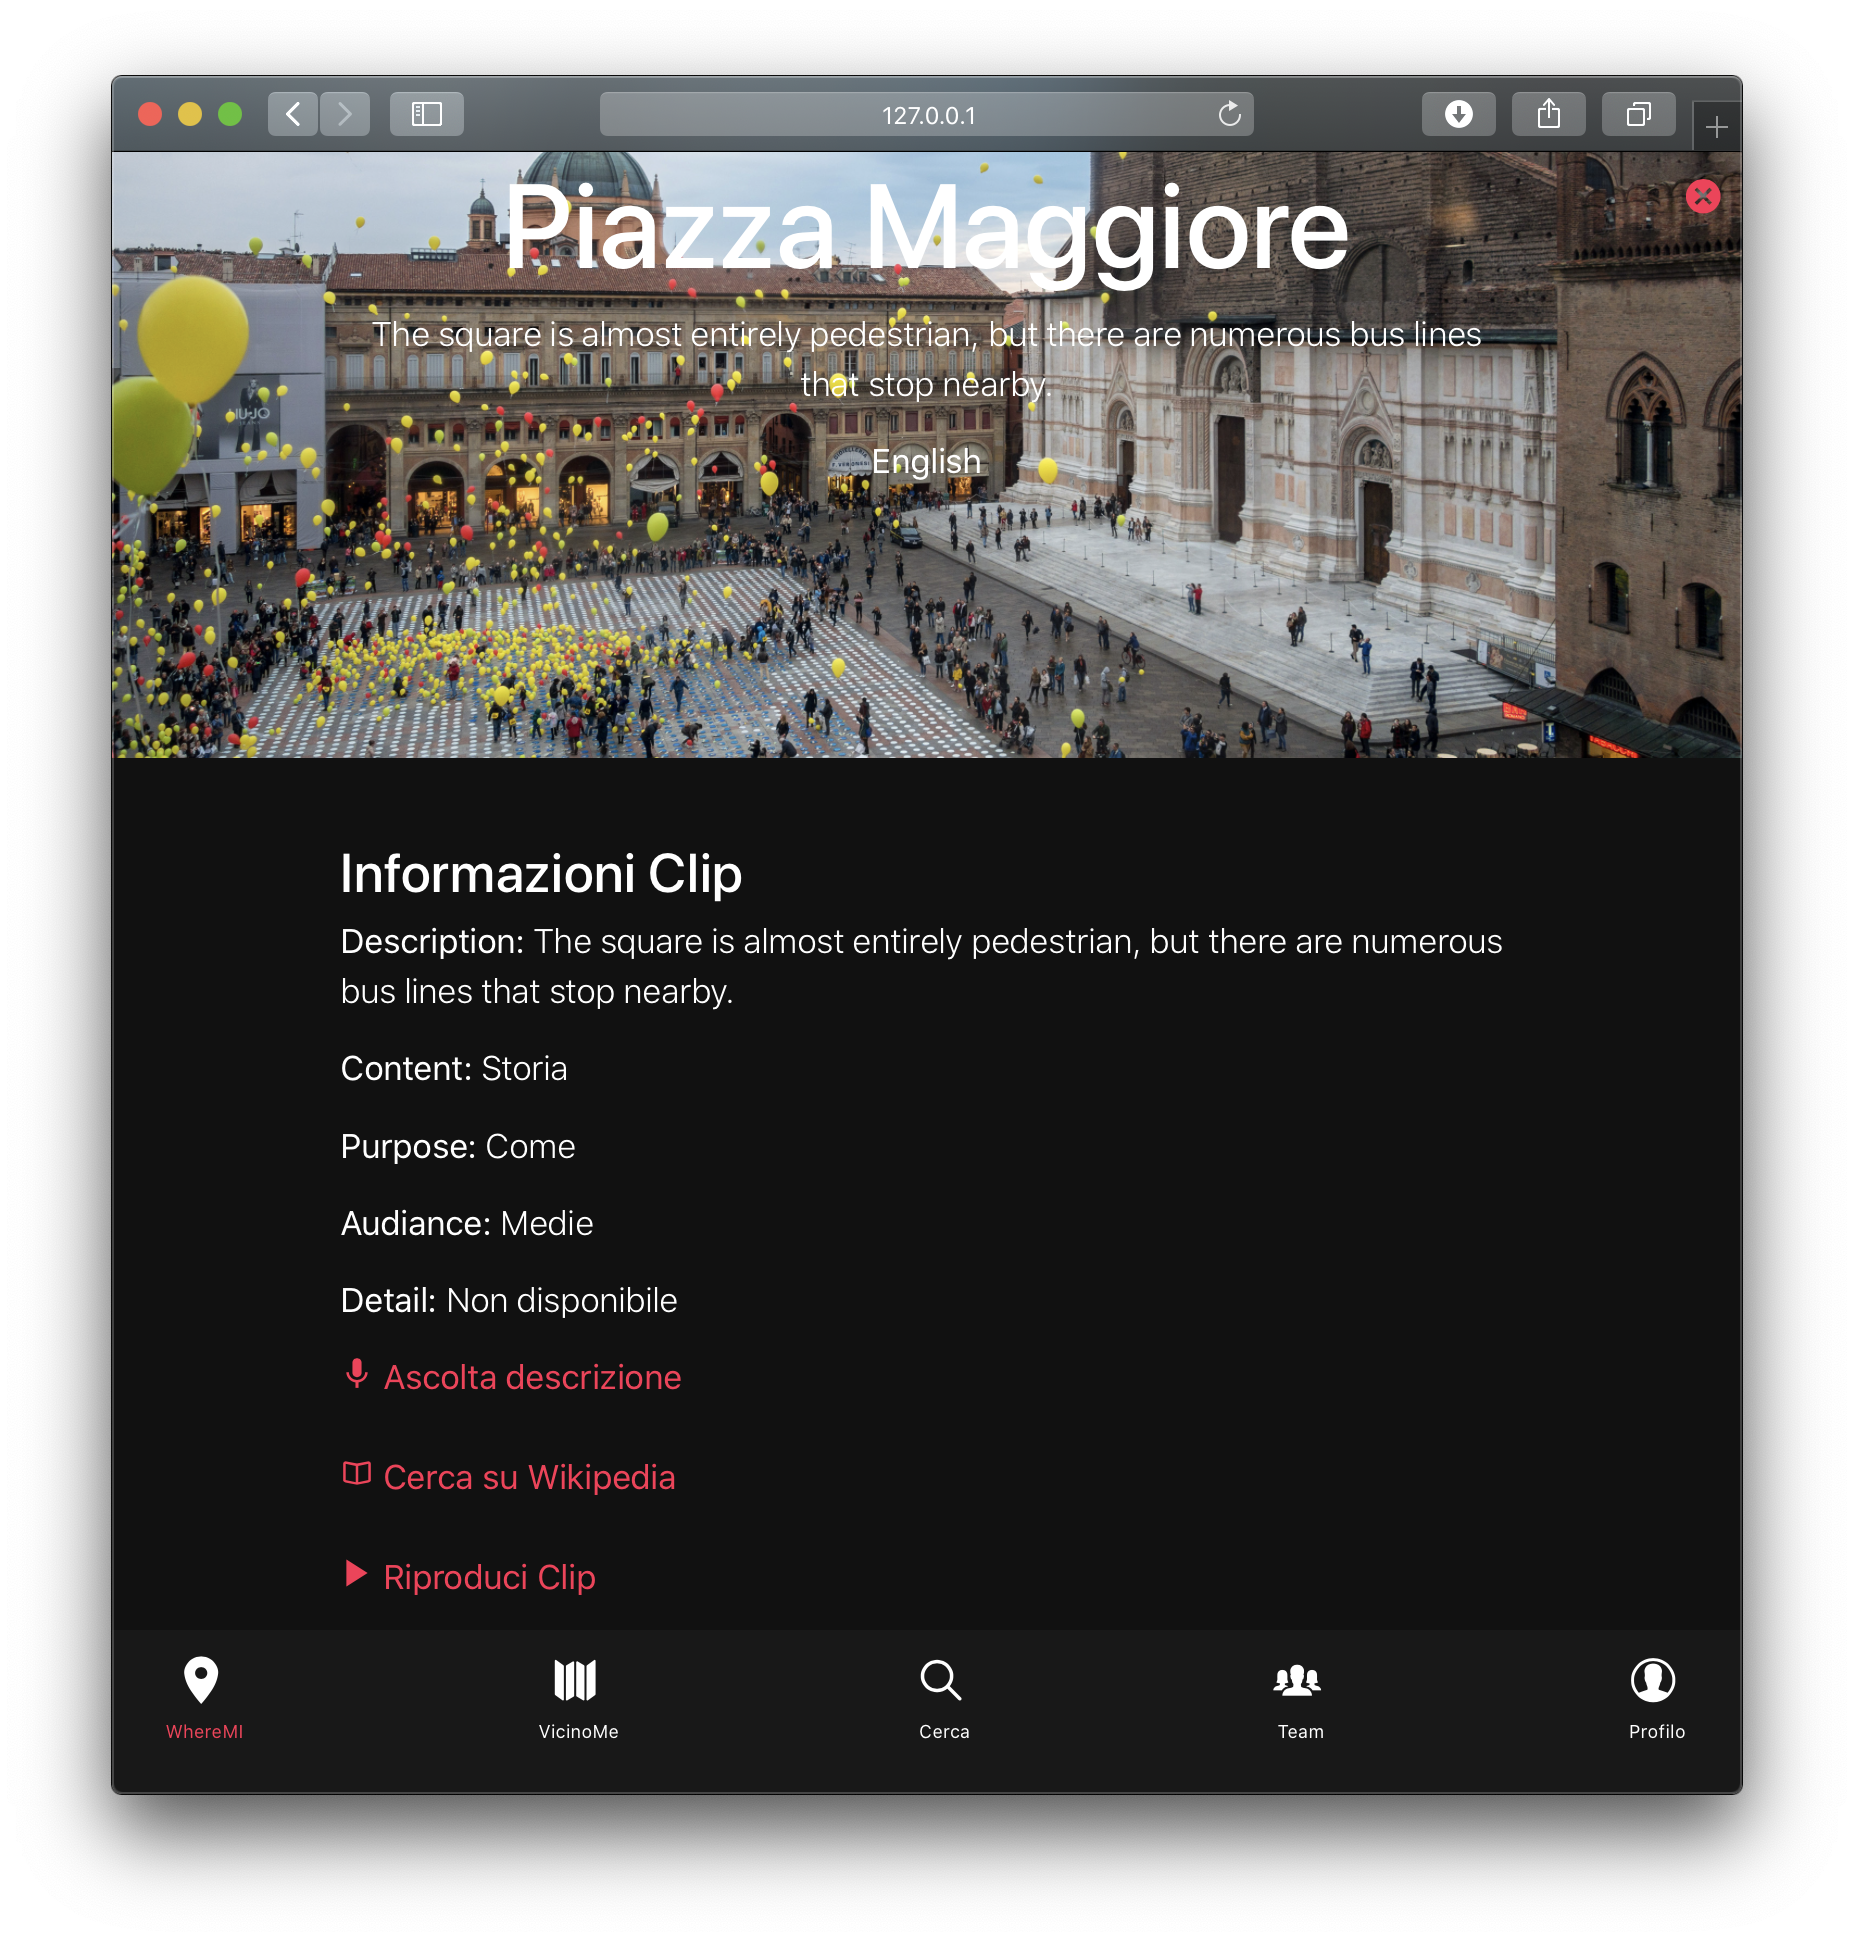 127.0.0.1
Piazza Maggiore
The square is almost entirely pedestrian, but there are numerous bus lines
that stop nearby.
LIU·JO
English
Informazioni Clip
Description: The square is almost entirely pedestrian, but there are numerous
bus lines that stop nearby.
Content: Storia
Purpose: Come
Audiance: Medie
Detail: Non disponibile
Ascolta descrizione
Cerca su Wikipedia
Riproduci Clip
WhereMI
VicinoMe
Cerca
Team
Profilo